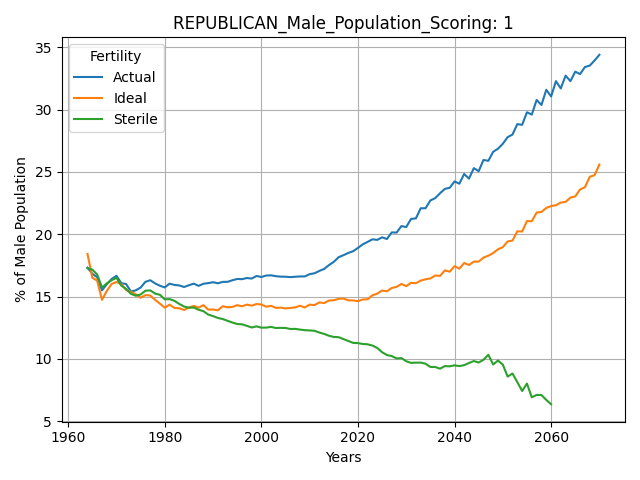 REPUBLICAN_Male_Population_Scoring: 1
Fertility
Actual
Ideal
Sterile
% of Male Population
35
30
25
20
15
10
5
1960 1980 2000 2020 2040 2060
Years